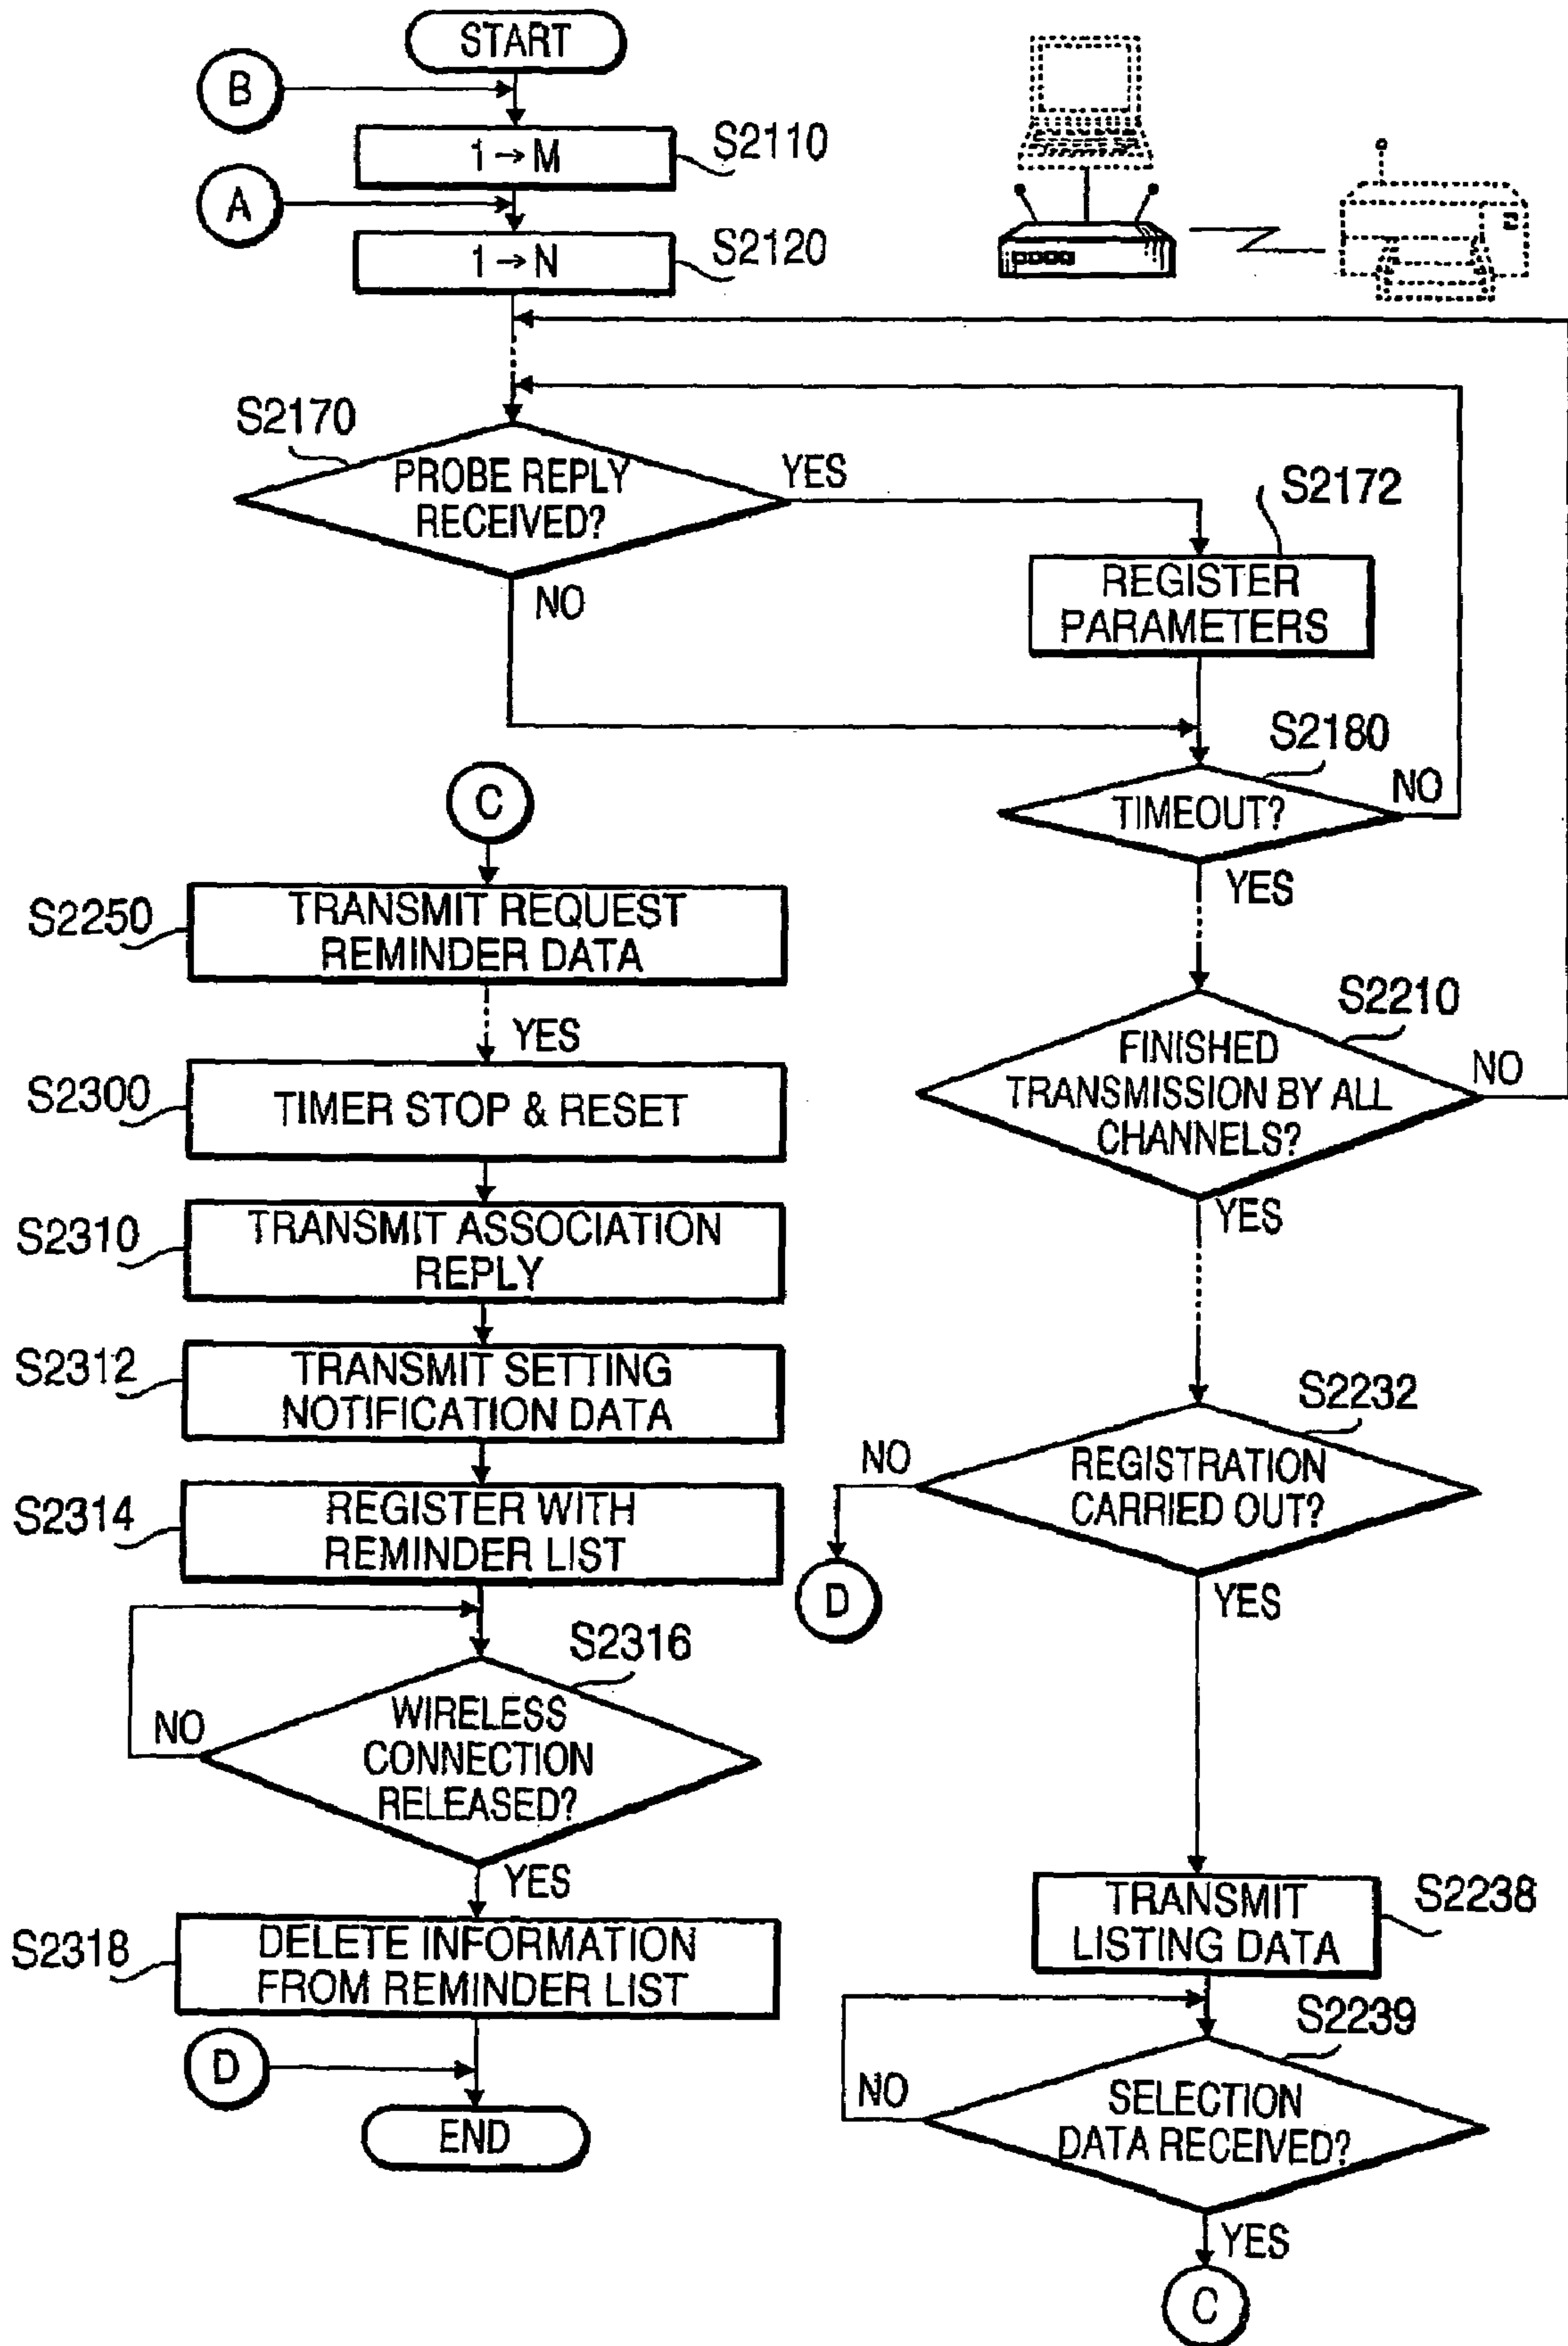 START
B
1→M
S2110
A
1→N
S2120
S2170
PROBE REPLY
RECEIVED?
YES
NO
S2172
REGISTER
PARAMETERS
S2180
TIMEOUT?
NO
YES
S2210
FINISHED
TRANSMISSION BY ALL
CHANNELS?
NO
YES
S2232
REGISTRATION
CARRIED OUT?
NO
D
YES
TRANSMIT
LISTING DATA
S2238
S2239
SELECTION
DATA RECEIVED?
NO
YES
C
C
S2250
TRANSMIT REQUEST
REMINDER DATA
YES
S2300
TIMER STOP & RESET
S2310
TRANSMIT ASSOCIATION
REPLY
S2312
TRANSMIT SETTING
NOTIFICATION DATA
S2314
REGISTER WITH
REMINDER LIST
S2316
WIRELESS
CONNECTION
RELEASED?
NO
YES
S2318
DELETE INFORMATION
FROM REMINDER LIST
D
END